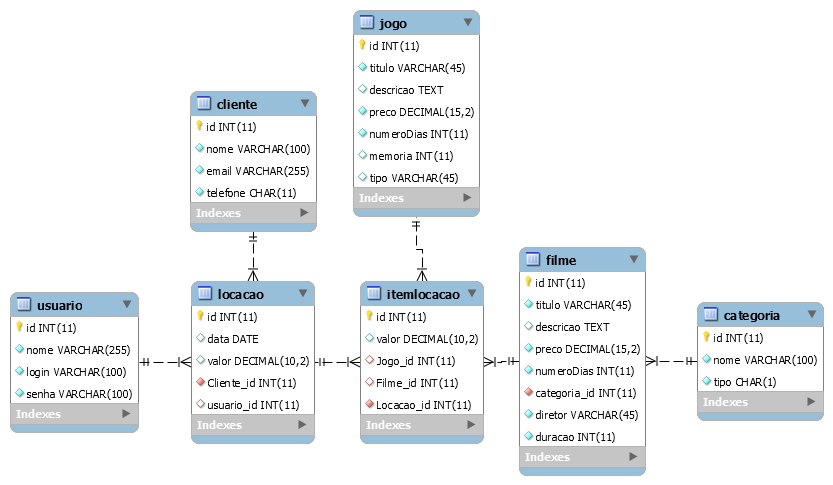 jogo
id INT(11)
titulo VARCHAR(45)
descricao TEXT
preco DECIMAL(15,2)
numeroDias INT(11)
memoria INT(11)
tipo VARCHAR(45)
Indexes
cliente
id INT(11)
nome VARCHAR(100)
email VARCHAR(255)
telefone CHAR(11)
Indexes
usuario
id INT(11)
nome VARCHAR(255)
login VARCHAR(100)
senha VARCHAR(100)
Indexes
locacao
id INT(11)
data DATE
valor DECIMAL(10,2)
Cliente_id INT(11)
usuario_id INT(11)
Indexes
itemlocacao
id INT(11)
valor DECIMAL(10,2)
Jogo_id INT(11)
Filme_id INT(11)
Locacao_id INT(11)
Indexes
filme
id INT(11)
titulo VARCHAR(45)
descricao TEXT
preco DECIMAL(15,2)
numeroDias INT(11)
categoria_id INT(11)
diretor VARCHAR(45)
duracao INT(11)
Indexes
categoria
id INT(11)
nome VARCHAR(100)
tipo CHAR(1)
Indexes